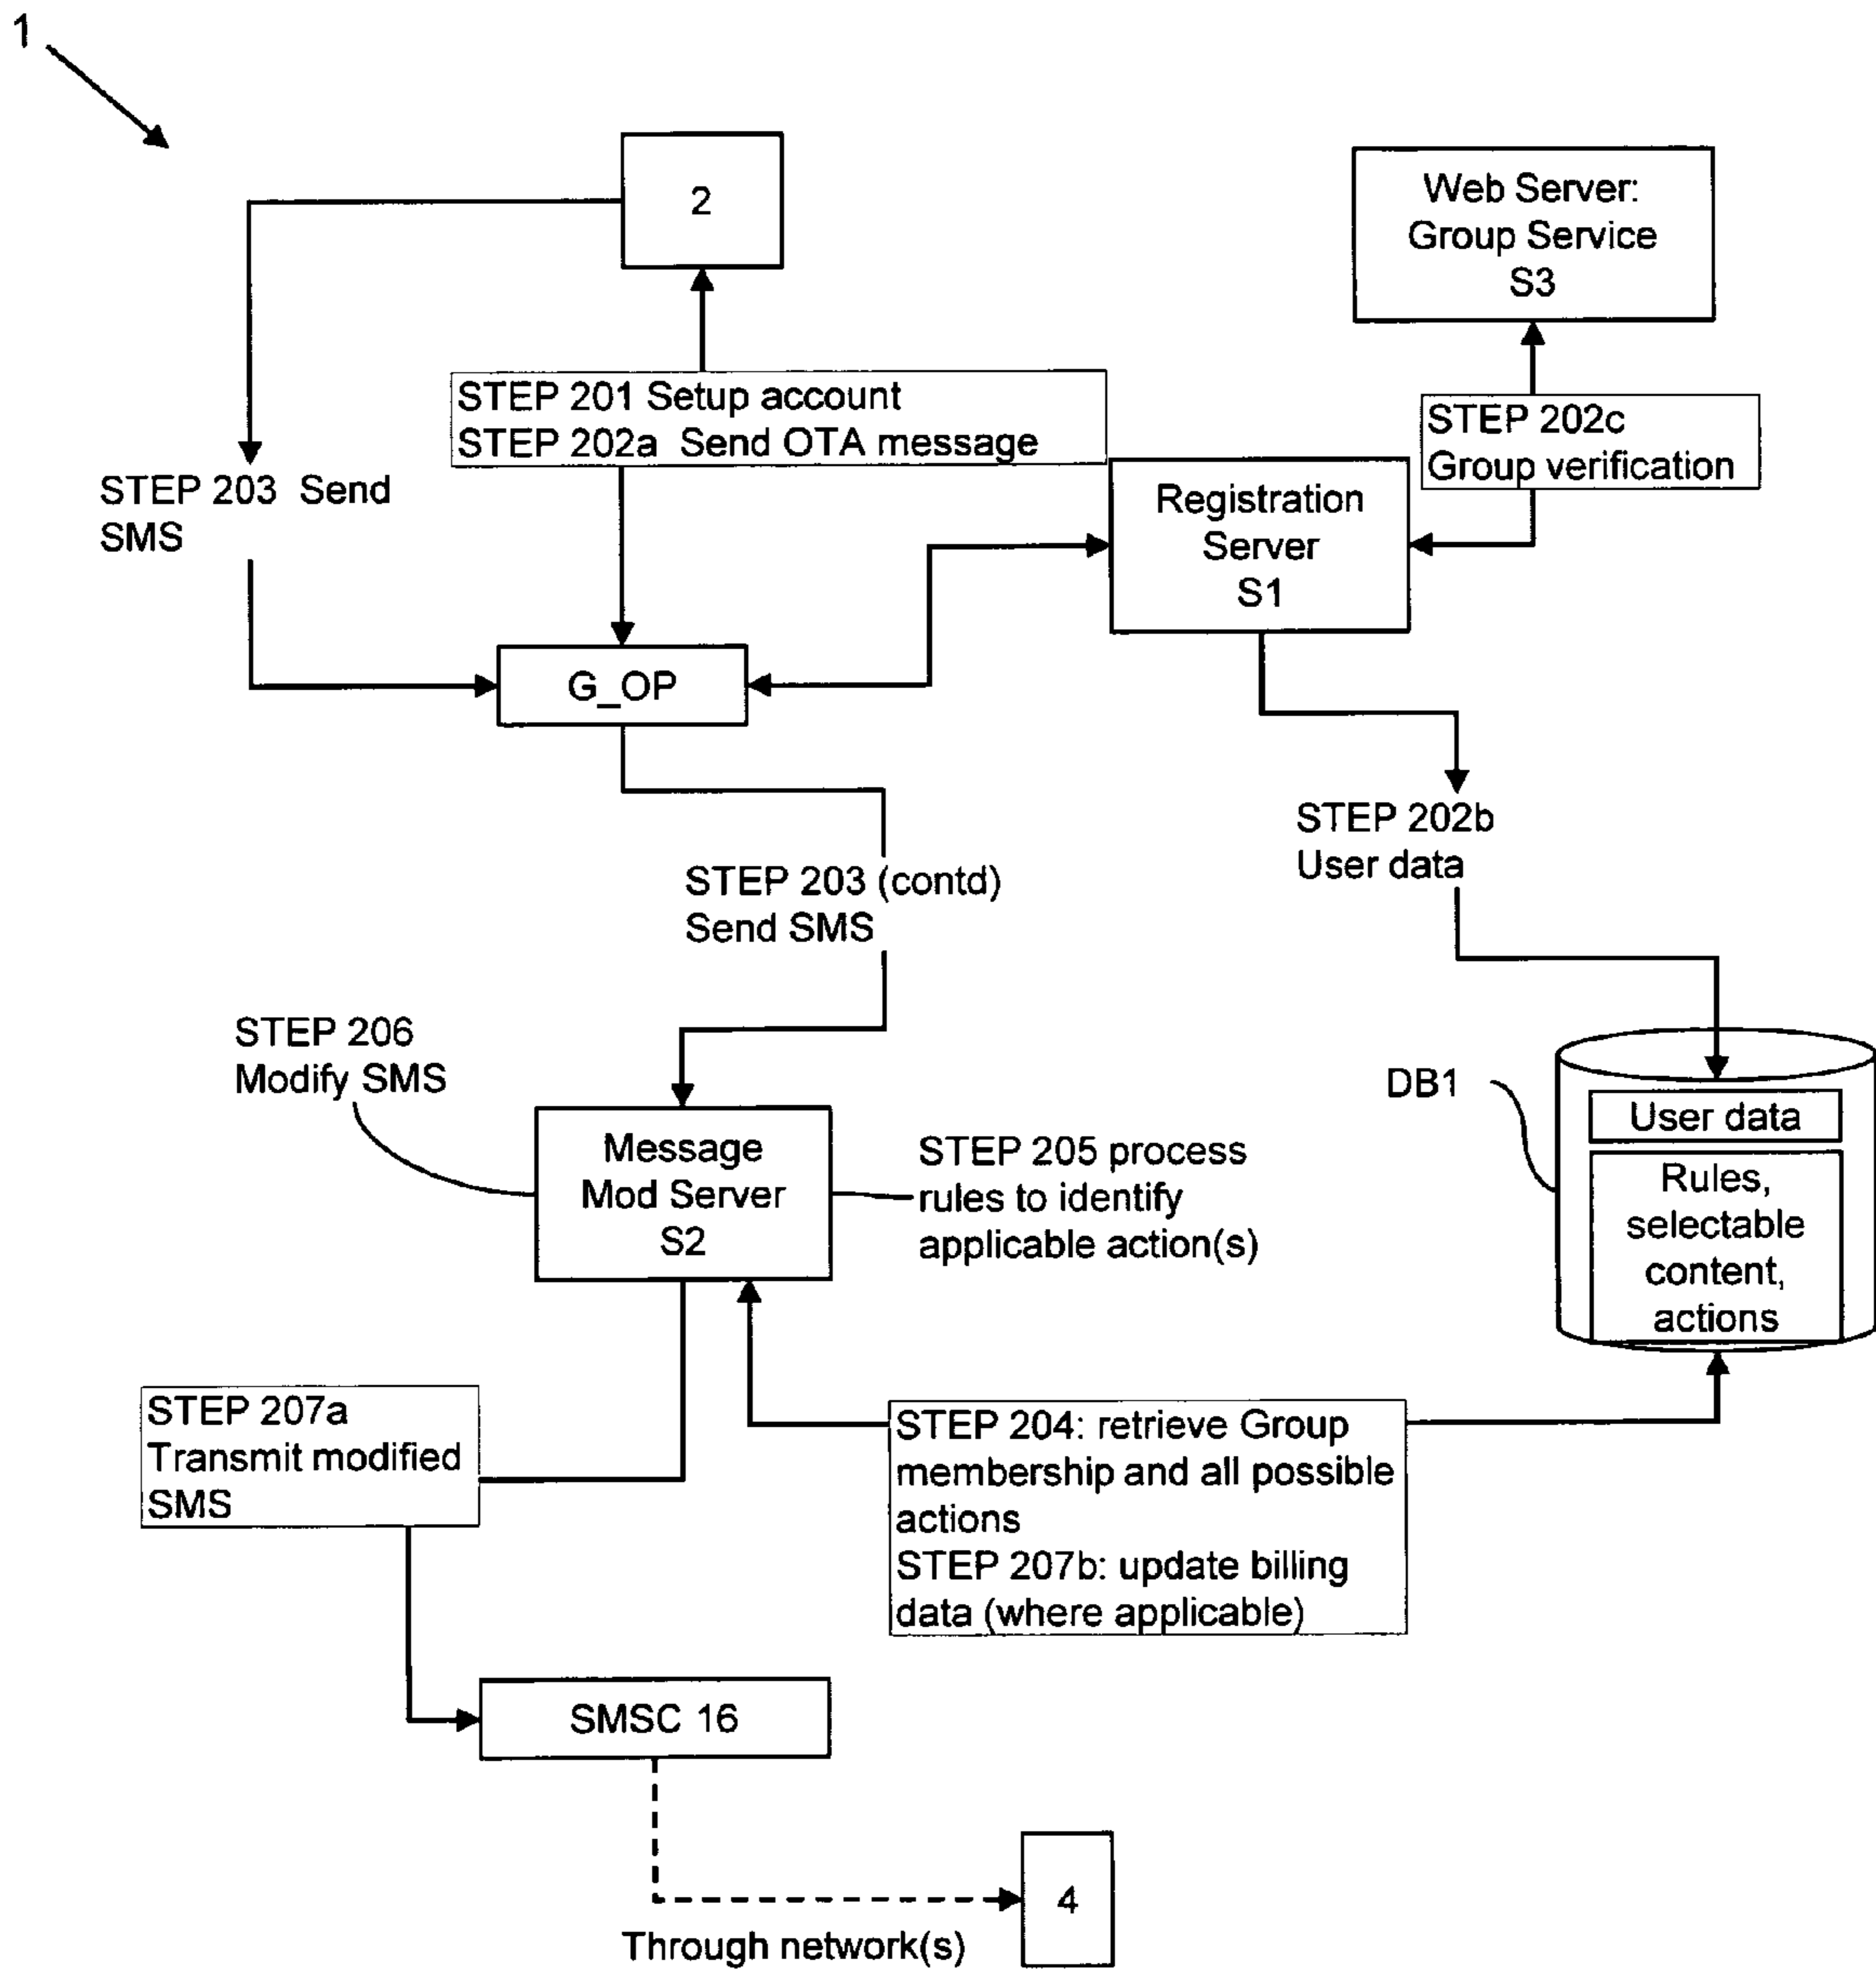 1
2
Web Server:
Group Service
S3
STEP 201 Setup account
STEP 202a Send OTA message
STEP 202c
Group verification
STEP 203 Send
SMS
Registration
Server
S1
G_OP
STEP 202b
User data
STEP 203 (contd)
Send SMS
STEP 206
Modify SMS
DB1
User data
Rules,
selectable
content,
actions
Message
Mod Server
S2
STEP 205 process
rules to identify
applicable action(s)
STEP 207a
Transmit modified
SMS
STEP 204: retrieve Group
membership and all possible
actions
STEP 207b: update billing
data (where applicable)
SMSC 16
4
Through network(s)